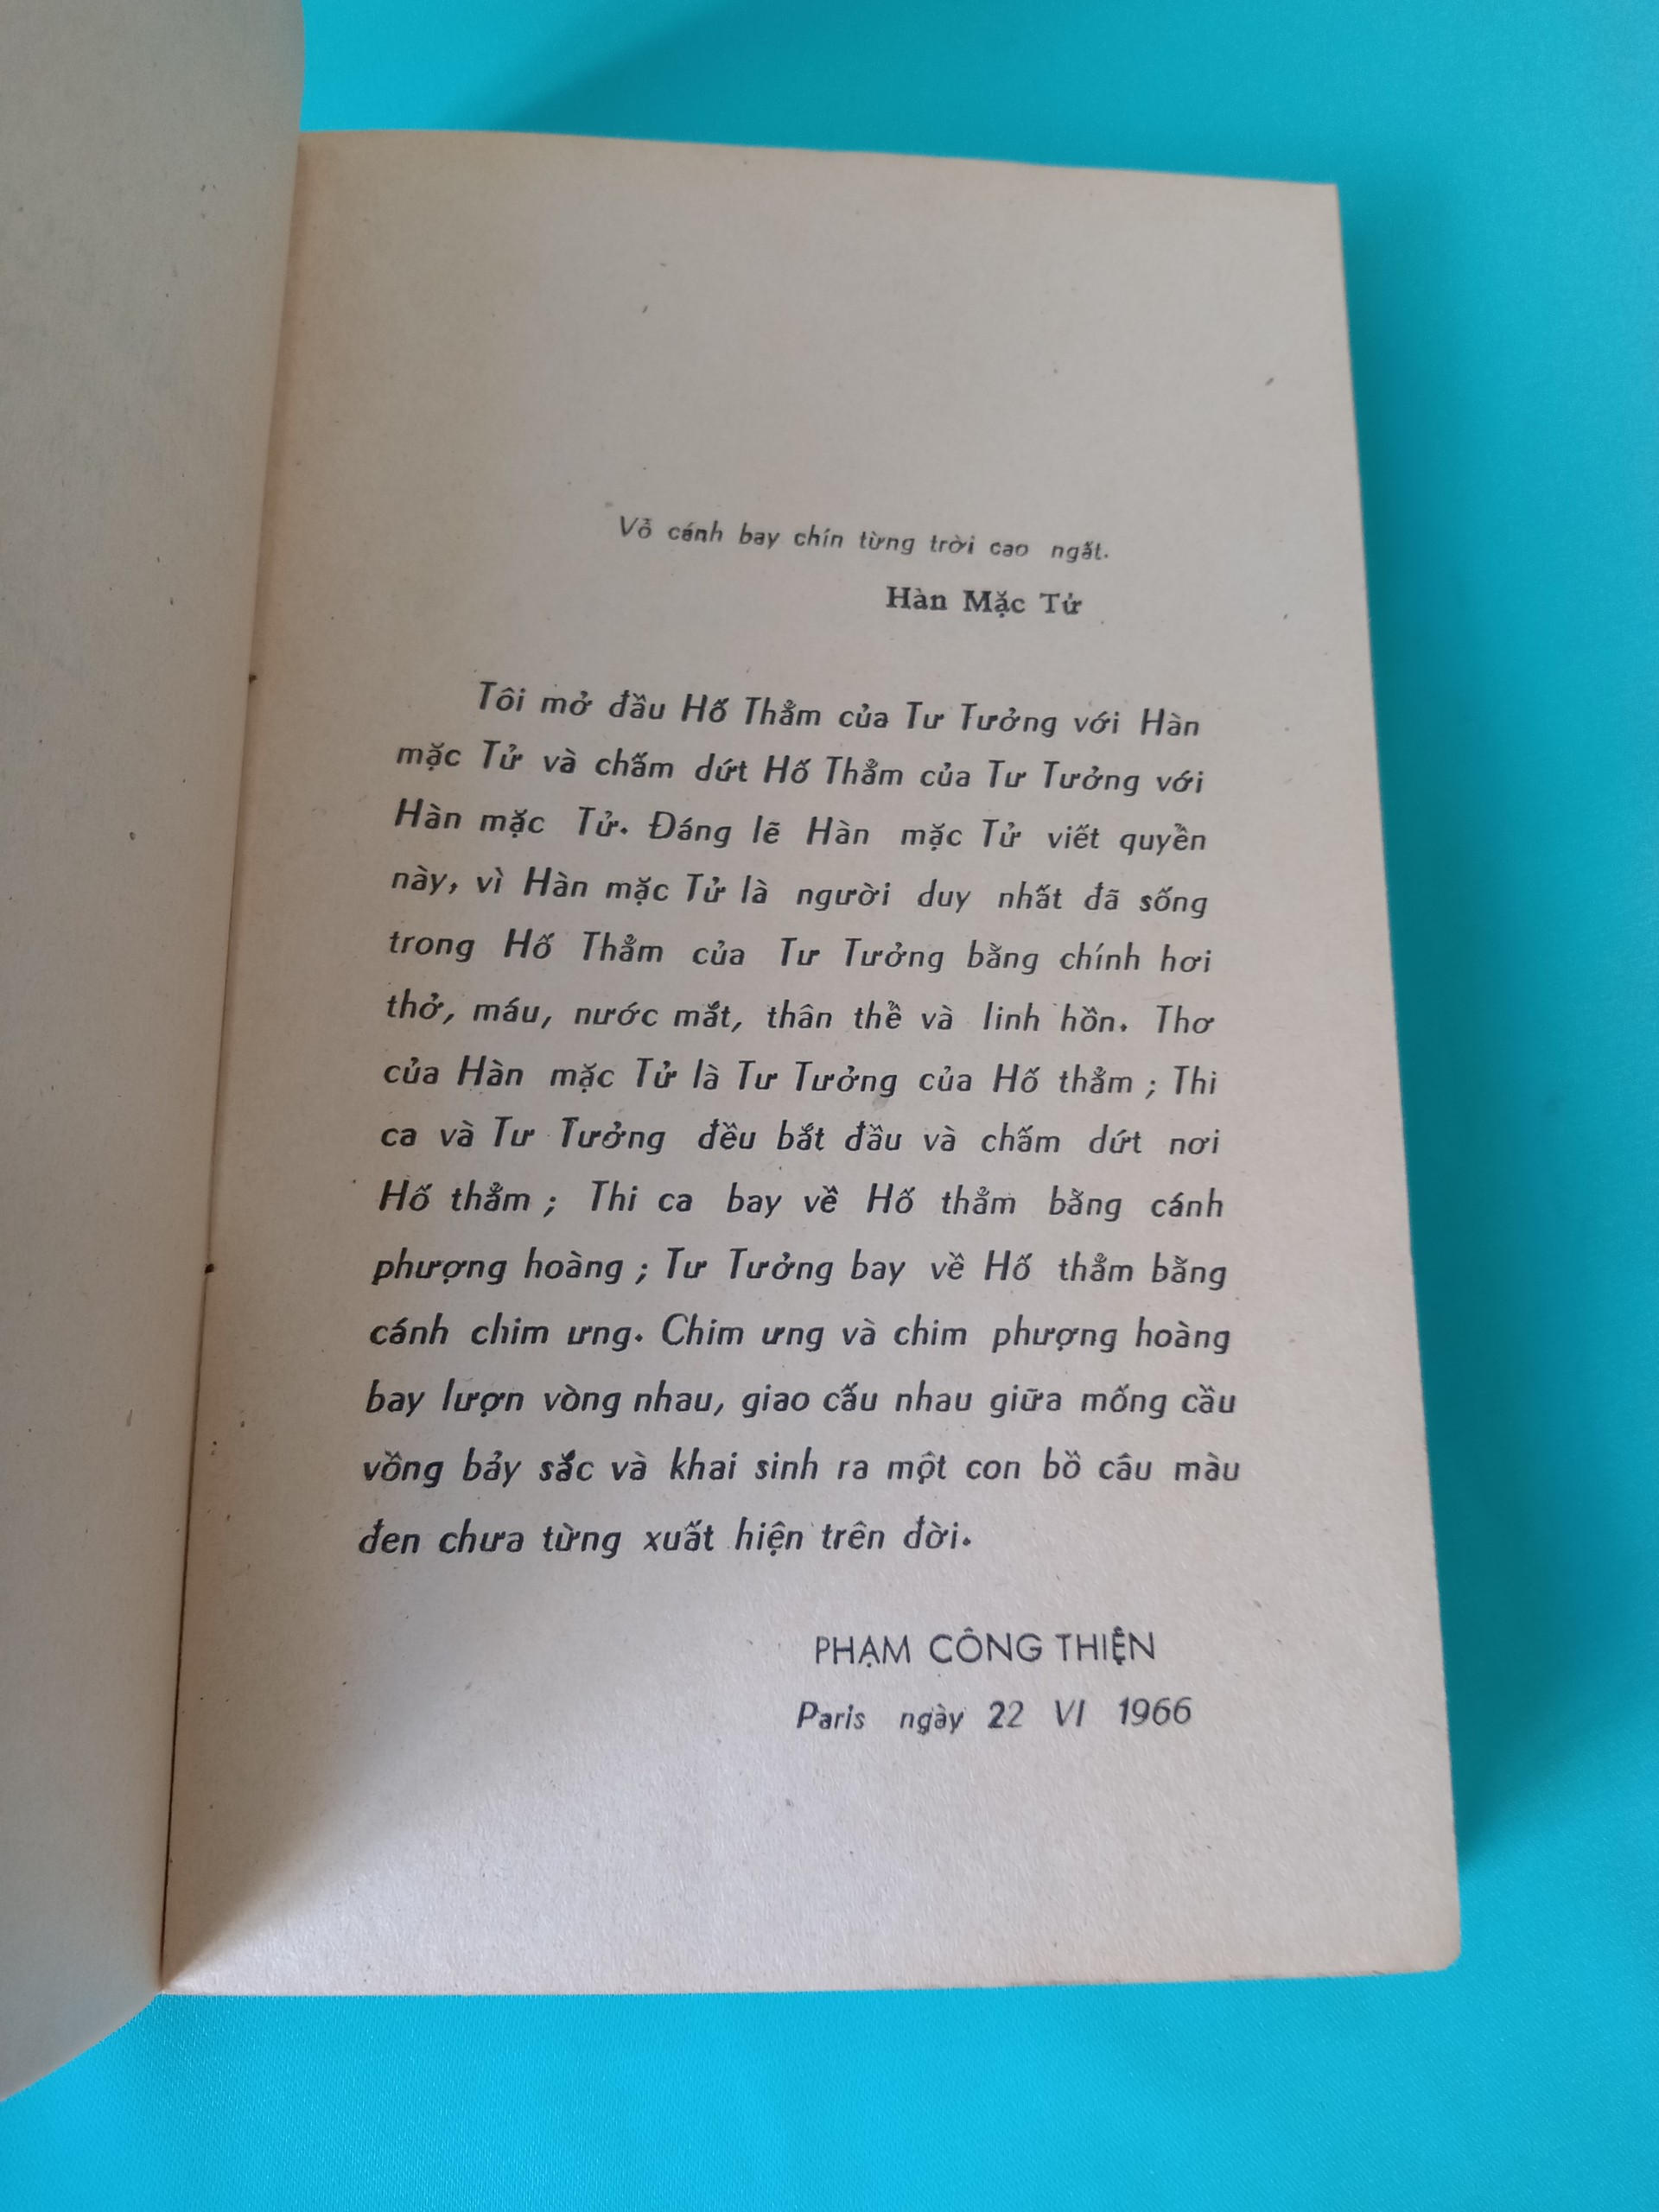 Vỗ cánh bay chín từng trời cao ngất.
Hàn Mặc Tử
Tôi mở đầu Hố Thẳm của Tư Tưởng với Hàn
mặc Tử và chấm dứt Hố Thẳm của Tư Tưởng với
Hàn mặc Tử. Đáng lẽ Hàn mặc Tử viết quyển
này, vì Hàn mặc Tử là người duy nhất đã sống
trong Hố Thẳm của Tư Tưởng bằng chính hơi
thở, máu, nước mắt, thân thể và linh hồn. Thơ
của Hàn mặc Tử là Tư Tưởng của Hố thẳm ; Thi
ca và Tư Tưởng đều bắt đầu và chấm dứt nơi
Hố thẳm ; Thi ca bay về Hố thẳm bằng cánh
phượng hoàng ; Tư Tưởng bay về Hố thẳm bằng
cánh chim ưng. Chim ưng và chim phượng hoàng
bay lượn vòng nhau, giao cấu nhau giữa mống cầu
vồng bảy sắc và khai sinh ra một con bồ câu màu
đen chưa từng xuất hiện trên đời.
PHẠM CÔNG THIỆN
Paris ngày 22 VI 1966